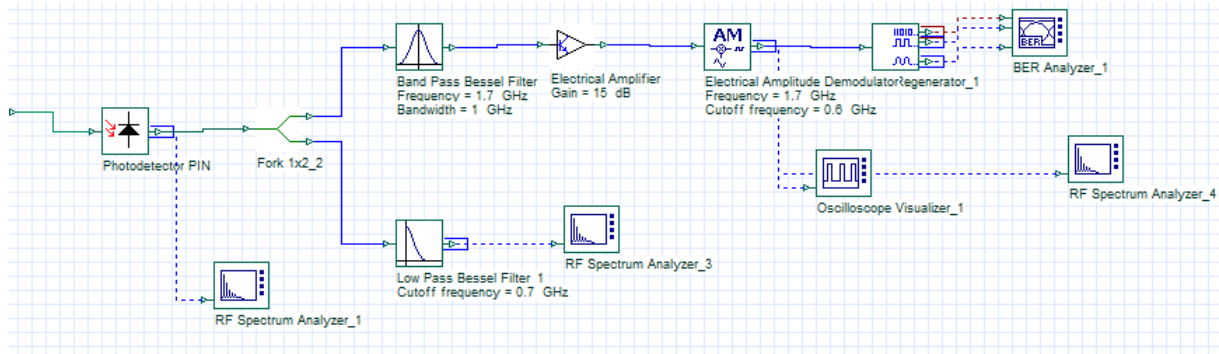 AM
BER
Band Pass Bessel Filter
Frequency = 1.7 GHz
Bandwidth = 1 GHz
Electrical Amplifier
Gain = 15 dB
Electrical Amplitude Demodulator
Frequency = 1.7 GHz
Cutoff frequency = 0.6 GHz
Regenerator_1
BER Analyzer_1
Photodetector PIN
Fork 1x2_2
Oscilloscope Visualizer_1
RF Spectrum Analyzer_4
Low Pass Bessel Filter_1
Cutoff frequency = 0.7 GHz
RF Spectrum Analyzer_3
RF Spectrum Analyzer_1